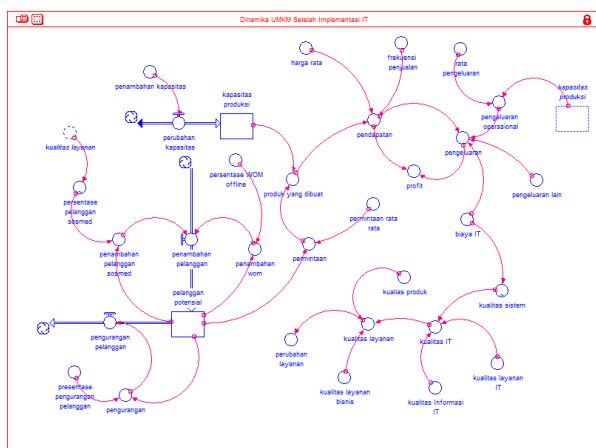 Dinamika UMKM Setelah Implementasi IT
harga rata
frekuensi
penjualan
rata
pengeluaran
penambahan kapasitas
kapasitas
produksi
kapasitas
produksi
pengeluaran
operasional
perubahan
kapasitas
kualitas layanan
pendapatan
pengeluaran
persentase WOM
offline
profit
pengeluaran lain
persentase
pelanggan
sosmed
produk yang dibuat
permintaan rata
rata
biaya IT
penambahan
pelanggan
sosmed
penambahan
pelanggan
penambahan
wom
permintaan
kualias produk
kualitas sistem
pelanggan
potensial
pengurangan
pelanggan
perubahan
layanan
kualitas layanan
kualitas IT
presentase
pengurangan
pelanggan
pengurangan
kualitas layanan
bisnis
kualitas Informasi
IT
kualitas layanan
IT